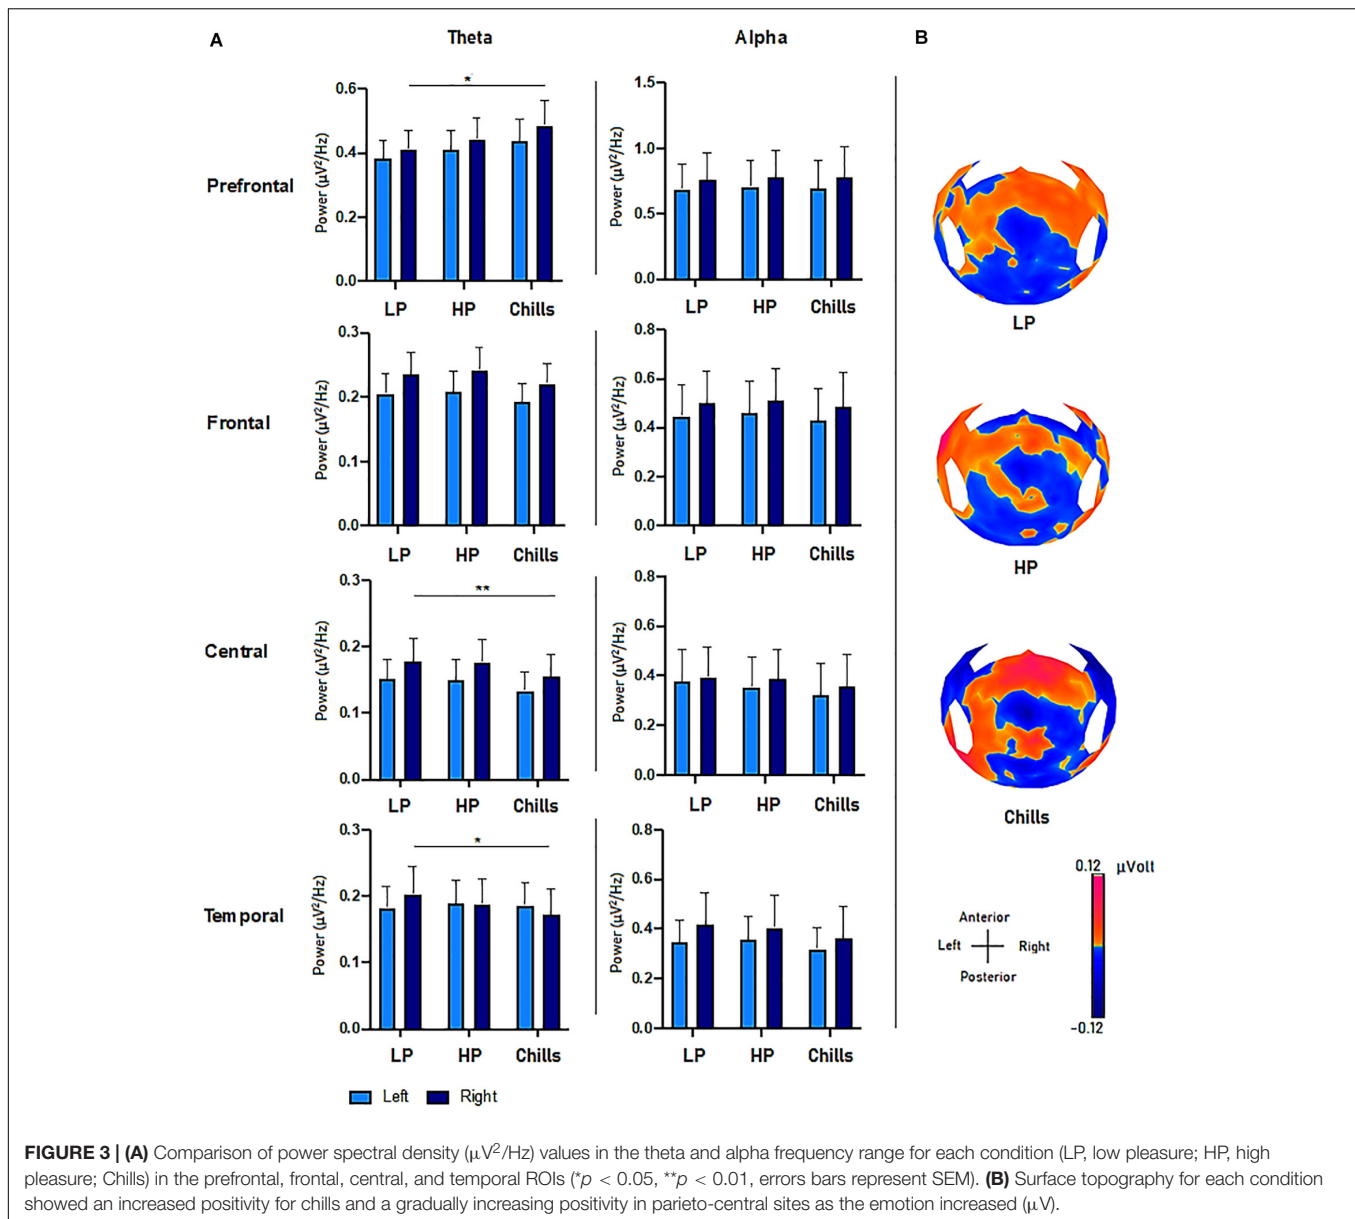 A
Theta
Alpha
B
Prefrontal
Power (µV²/Hz)
0.6
0.4
0.2
0.0
*
LP HP Chills
Power (µV²/Hz)
1.5
1.0
0.5
0.0
LP HP Chills
LP
Frontal
Power (µV²/Hz)
0.3
0.2
0.1
0.0
LP HP Chills
Power (µV²/Hz)
0.8
0.6
0.4
0.2
0.0
LP HP Chills
HP
Central
Power (µV²/Hz)
0.3
0.2
0.1
0.0
**
LP HP Chills
Power (µV²/Hz)
0.8
0.6
0.4
0.2
0.0
LP HP Chills
Chills
Temporal
Power (µV²/Hz)
0.3
0.2
0.1
0.0
*
LP HP Chills
Power (µV²/Hz)
0.8
0.6
0.4
0.2
0.0
LP HP Chills
0.12 µVolt
Anterior
Left Right
Posterior
−0.12
Left Right
FIGURE 3 | (A) Comparison of power spectral density (µV²/Hz) values in the theta and alpha frequency range for each condition (LP, low pleasure; HP, high
pleasure; Chills) in the prefrontal, frontal, central, and temporal ROIs (*p < 0.05, **p < 0.01, errors bars represent SEM). (B) Surface topography for each condition
showed an increased positivity for chills and a gradually increasing positivity in parieto-central sites as the emotion increased (µV).